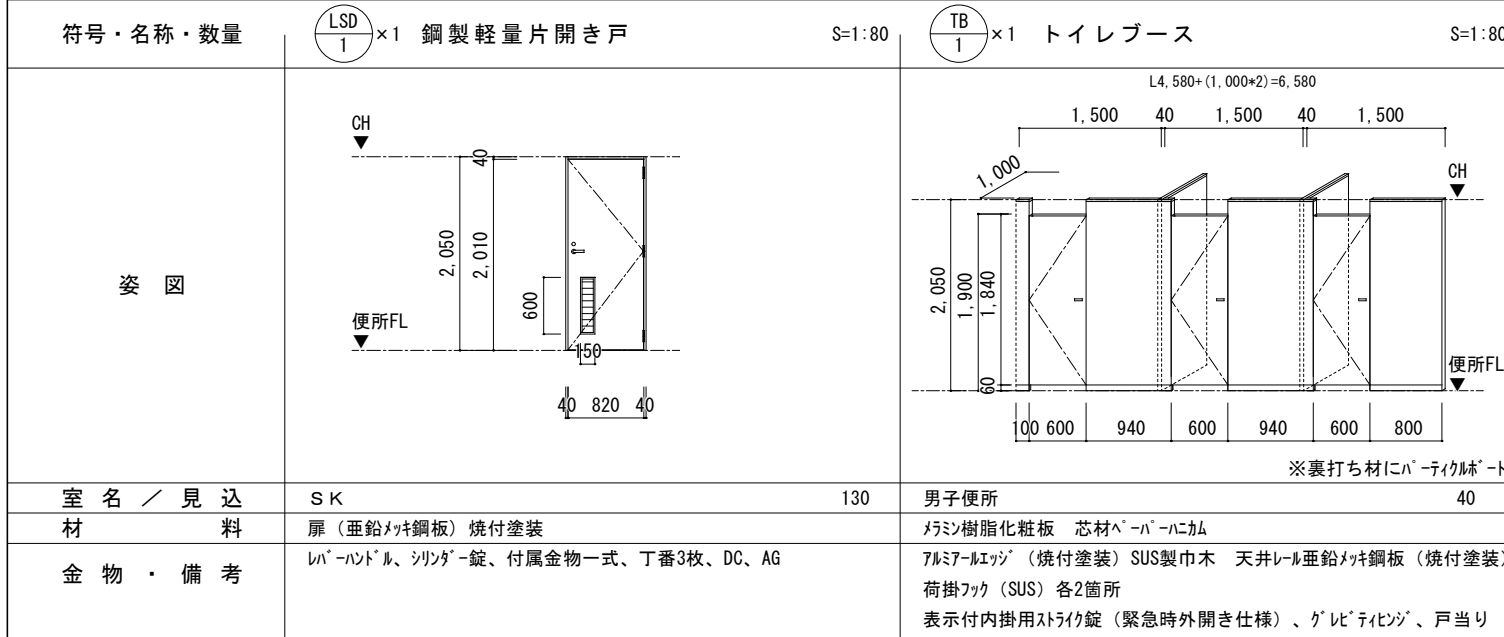 符号・名称・数量
LSD
1
×1 鋼製軽量片開き戸
S=1:80
TB
1
×1 トイレブース
S=1:80
姿 図
CH
40
2,050
2,010
600
便所FL
150
40 820 40
L4,580+(1,000*2)=6,580
1,500 40 1,500 40 1,500
1,000
CH
2,050
1,900
1,840
60
便所FL
100 600 940 600 940 600 800
※裏打ち材にパーティクルボート
室名／見込
ＳＫ
130
男子便所
40
材料
扉（亜鉛メッキ鋼板）焼付塗装
メラミン樹脂化粧板 芯材ペーパーハニカム
金物・備考
レバーハンドル、シリンダー錠、付属金物一式、丁番3枚、DC、AG
アルミアールエッジ（焼付塗装）SUS製巾木 天井レール亜鉛メッキ鋼板（焼付塗装）
荷掛フック（SUS）各2箇所
表示付内掛用ストライク錠（緊急時外開き仕様）、グレビティヒンジ、戸当り